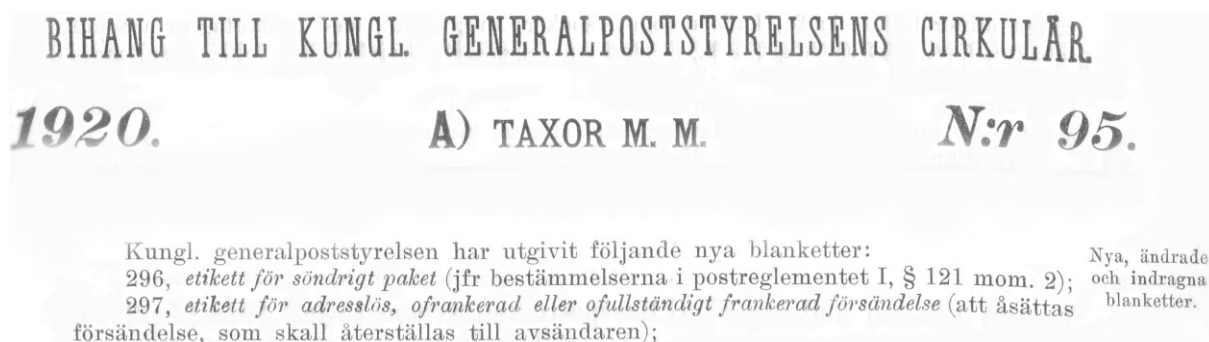 BIHANG TILL KUNGL. GENERALPOSTSTYRELSENS CIRKULÄR.
1920. A) TAXOR M. M. N:r 95.
Kungl. generalpoststyrelsen har utgivit följande nya blanketter:
296, etikett för söndrigt paket (jfr bestämmelserna i postreglementet I, § 121 mom. 2);
297, etikett för adresslös, ofrankerad eller ofullständigt frankerad försändelse (att åsättas
försändelse, som skall återställas till avsändaren);
Nya, ändrade
och indragna
blanketter.